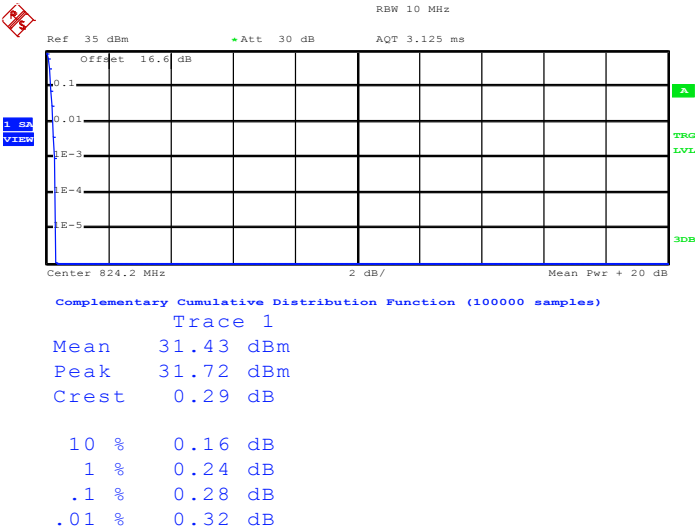 RBW 10 MHz
Ref 35 dBm * Att 30 dB AQT 3.125 ms
Offset 16.6 dB
0.1
A
0.01
1 SA
VIEW
TRG
LVL
1E-3
1E-4
1E-5
3DB
Center 824.2 MHz 2 dB/ Mean Pwr + 20 dB
Complementary Cumulative Distribution Function (100000 samples)
Trace 1
Mean 31.43 dBm
Peak 31.72 dBm
Crest 0.29 dB
10 % 0.16 dB
1 % 0.24 dB
.1 % 0.28 dB
.01 % 0.32 dB